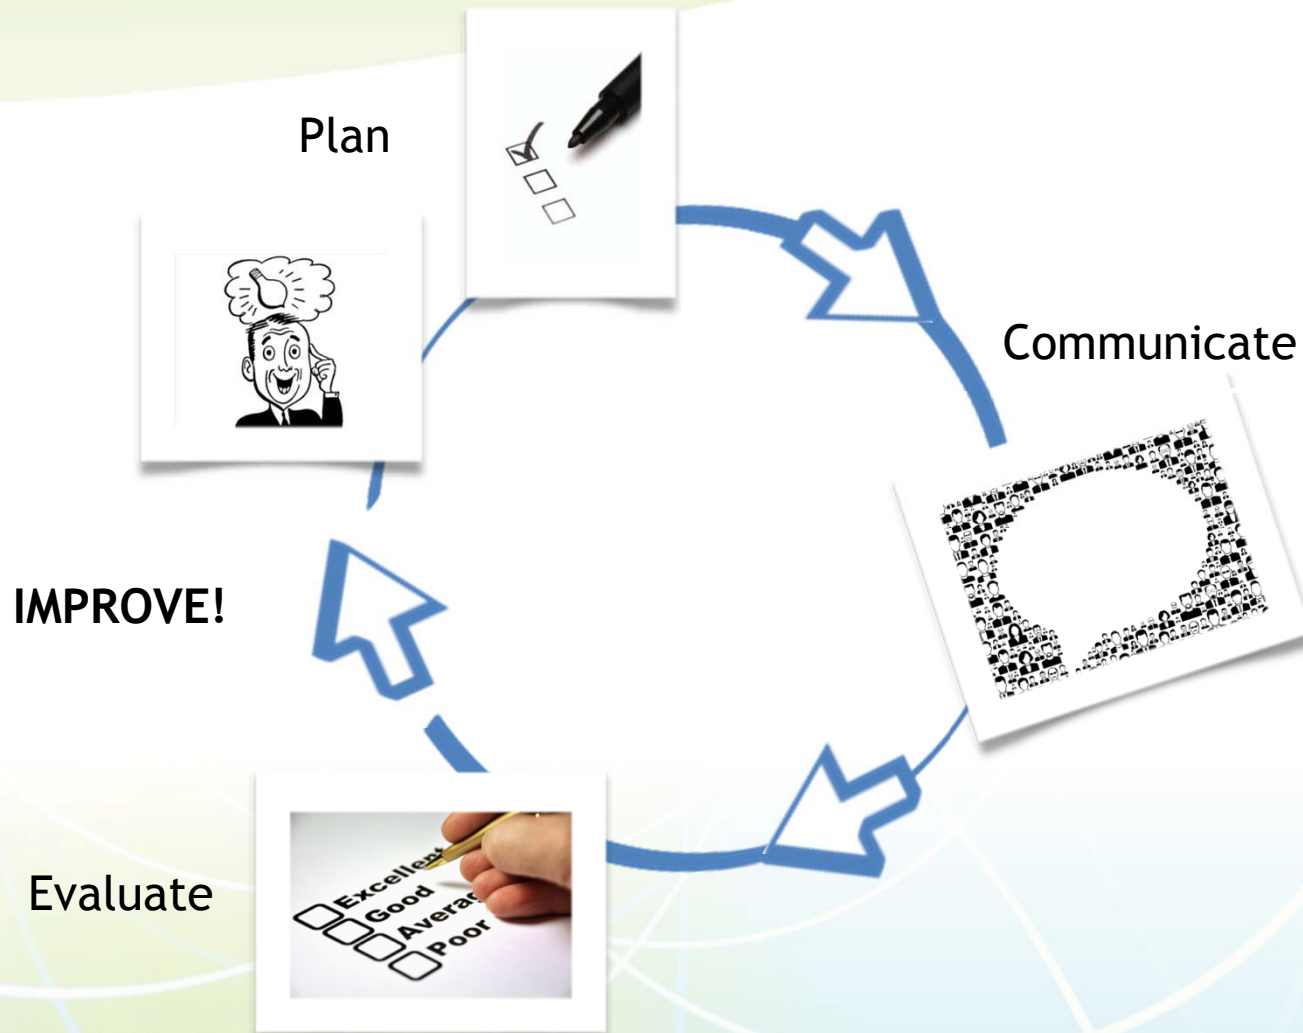 Plan
Communicate
IMPROVE!
Evaluate
Excellent
Good
Poor